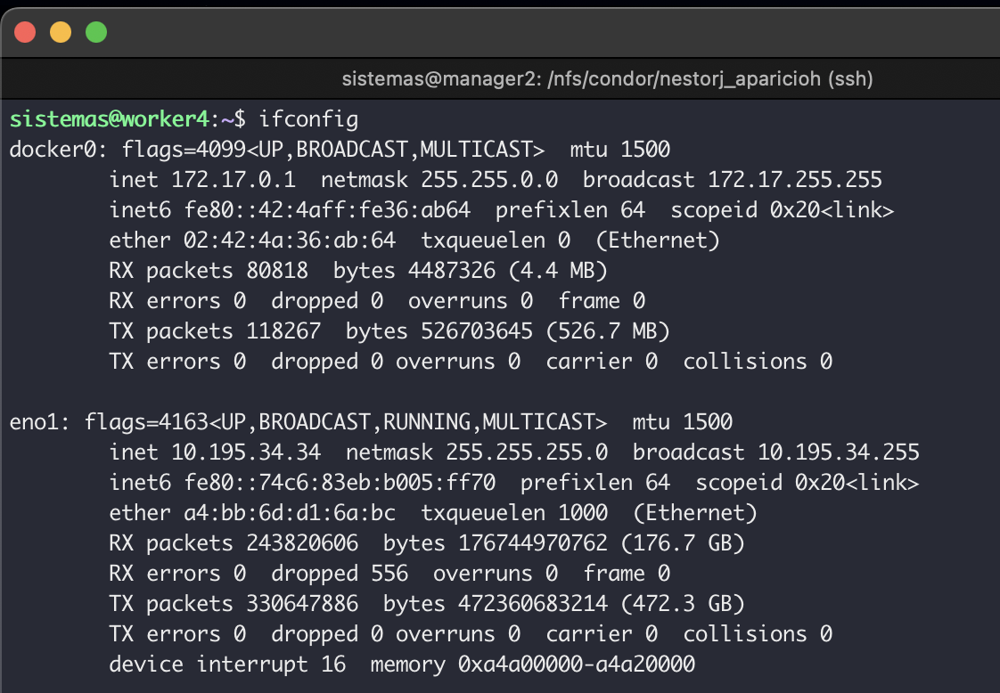 sistemas@manager2: /nfs/condor/nestorj_aparicioh (ssh)
sistemas@worker4:~$ ifconfig
docker0: flags=4099<UP,BROADCAST,MULTICAST>  mtu 1500
        inet 172.17.0.1  netmask 255.255.0.0  broadcast 172.17.255.255
        inet6 fe80::42:4aff:fe36:ab64  prefixlen 64  scopeid 0x20<link>
        ether 02:42:4a:36:ab:64  txqueuelen 0  (Ethernet)
        RX packets 80818  bytes 4487326 (4.4 MB)
        RX errors 0  dropped 0  overruns 0  frame 0
        TX packets 118267  bytes 526703645 (526.7 MB)
        TX errors 0  dropped 0 overruns 0  carrier 0  collisions 0

eno1: flags=4163<UP,BROADCAST,RUNNING,MULTICAST>  mtu 1500
        inet 10.195.34.34  netmask 255.255.255.0  broadcast 10.195.34.255
        inet6 fe80::74c6:83eb:b005:ff70  prefixlen 64  scopeid 0x20<link>
        ether a4:bb:6d:d1:6a:bc  txqueuelen 1000  (Ethernet)
        RX packets 243820606  bytes 176744970762 (176.7 GB)
        RX errors 0  dropped 556  overruns 0  frame 0
        TX packets 330647886  bytes 472360683214 (472.3 GB)
        TX errors 0  dropped 0 overruns 0  carrier 0  collisions 0
        device interrupt 16  memory 0xa4a00000-a4a20000